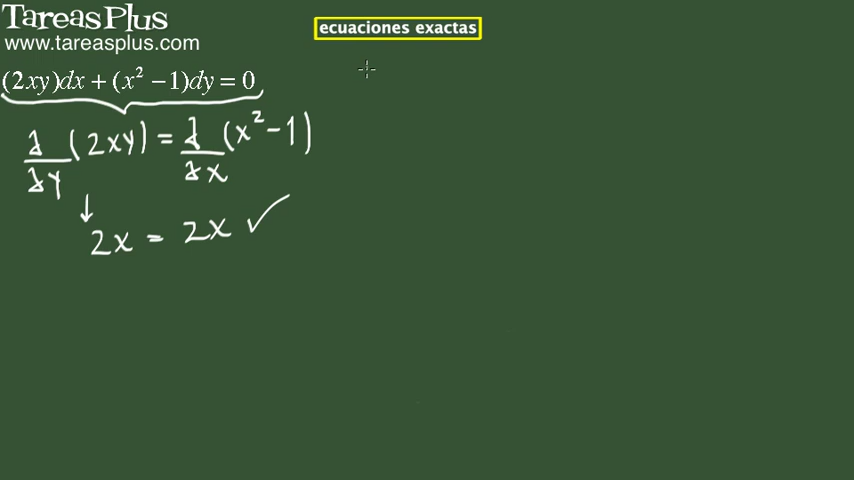 TareasPlus
www.tareasplus.com
ecuaciones exactas
(2xy)dx + (x² − 1)dy = 0
∂/∂y (2xy) = ∂/∂x (x² − 1)
↓
2x = 2x ✓